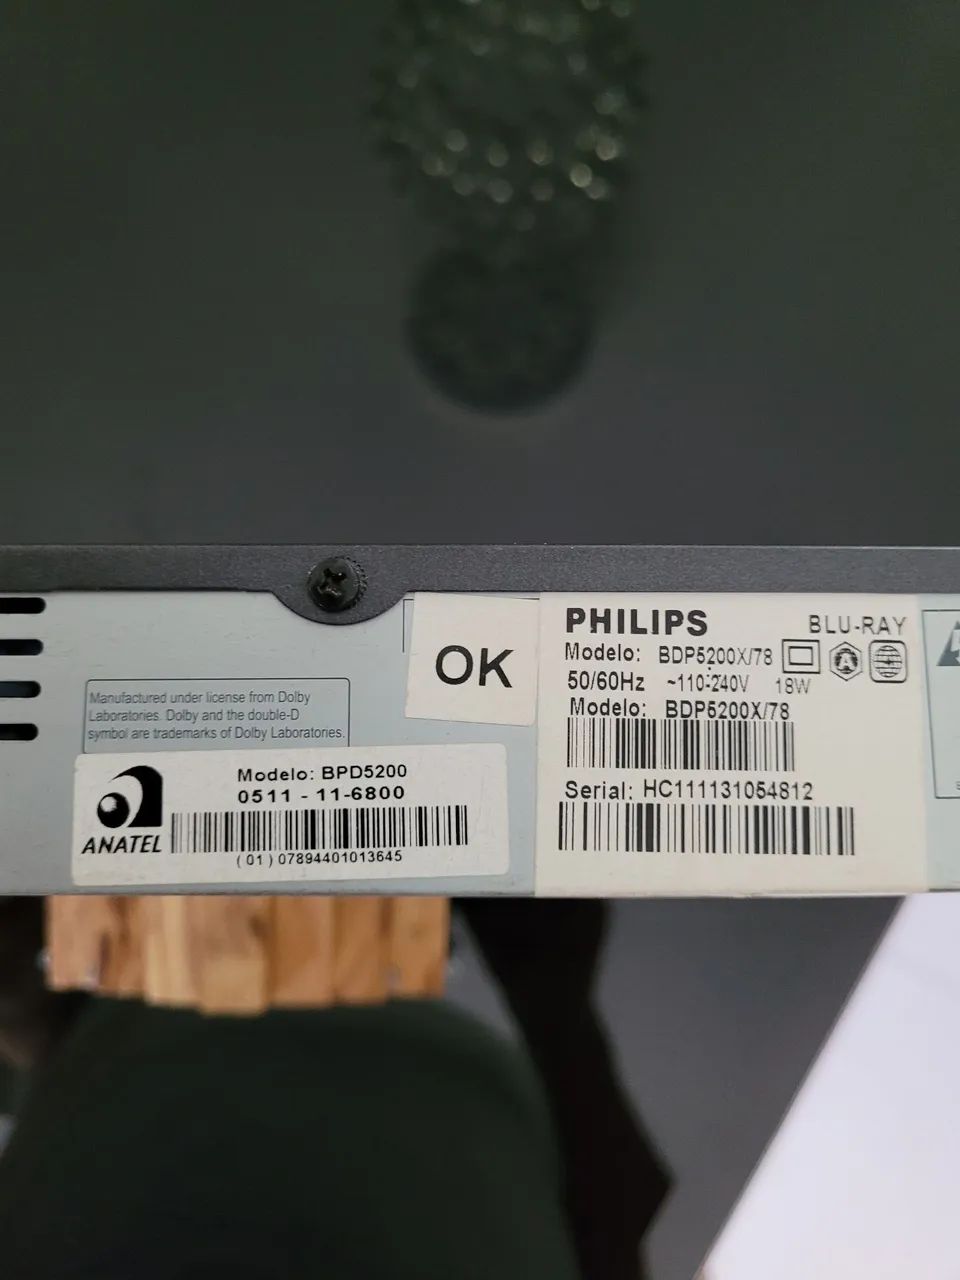 Manufactured under license from Dolby
Laboratories. Dolby and the double-D
symbol are trademarks of Dolby Laboratories.
OK
ANATEL
Modelo: BPD5200
0511 - 11-6800
(01) 07894401013645
PHILIPS
BLU-RAY
Modelo: BDP5200X/78
50/60Hz ~110-240V 18W
Modelo: BDP5200X/78
Serial: HC111131054812